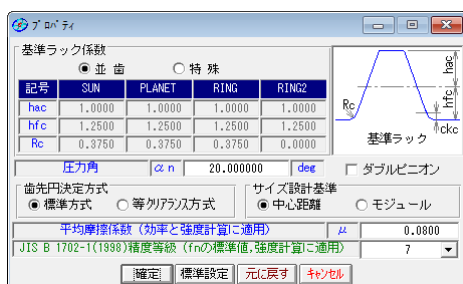 プロパティ
基準ラック係数
並 歯 特 殊
記号 SUN PLANET RING RING2
hac 1.0000 1.0000 1.0000 1.0000
hfc 1.2500 1.2500 1.2500 1.2500
Rc 0.3750 0.3750 0.3750 0.0000
hac
hfc
Rc
ckc
基準ラック
圧力角 αn 20.000000 deg
ダブルピニオン
歯先円決定方式
標準方式 等クリアランス方式
サイズ設計基準
中心距離 モジュール
平均摩擦係数 (効率と強度計算に適用) μ 0.0800
JIS B 1702-1(1998)精度等級 (fnの標準値,強度計算に適用) 7
確定 標準設定 元に戻す キャンセル